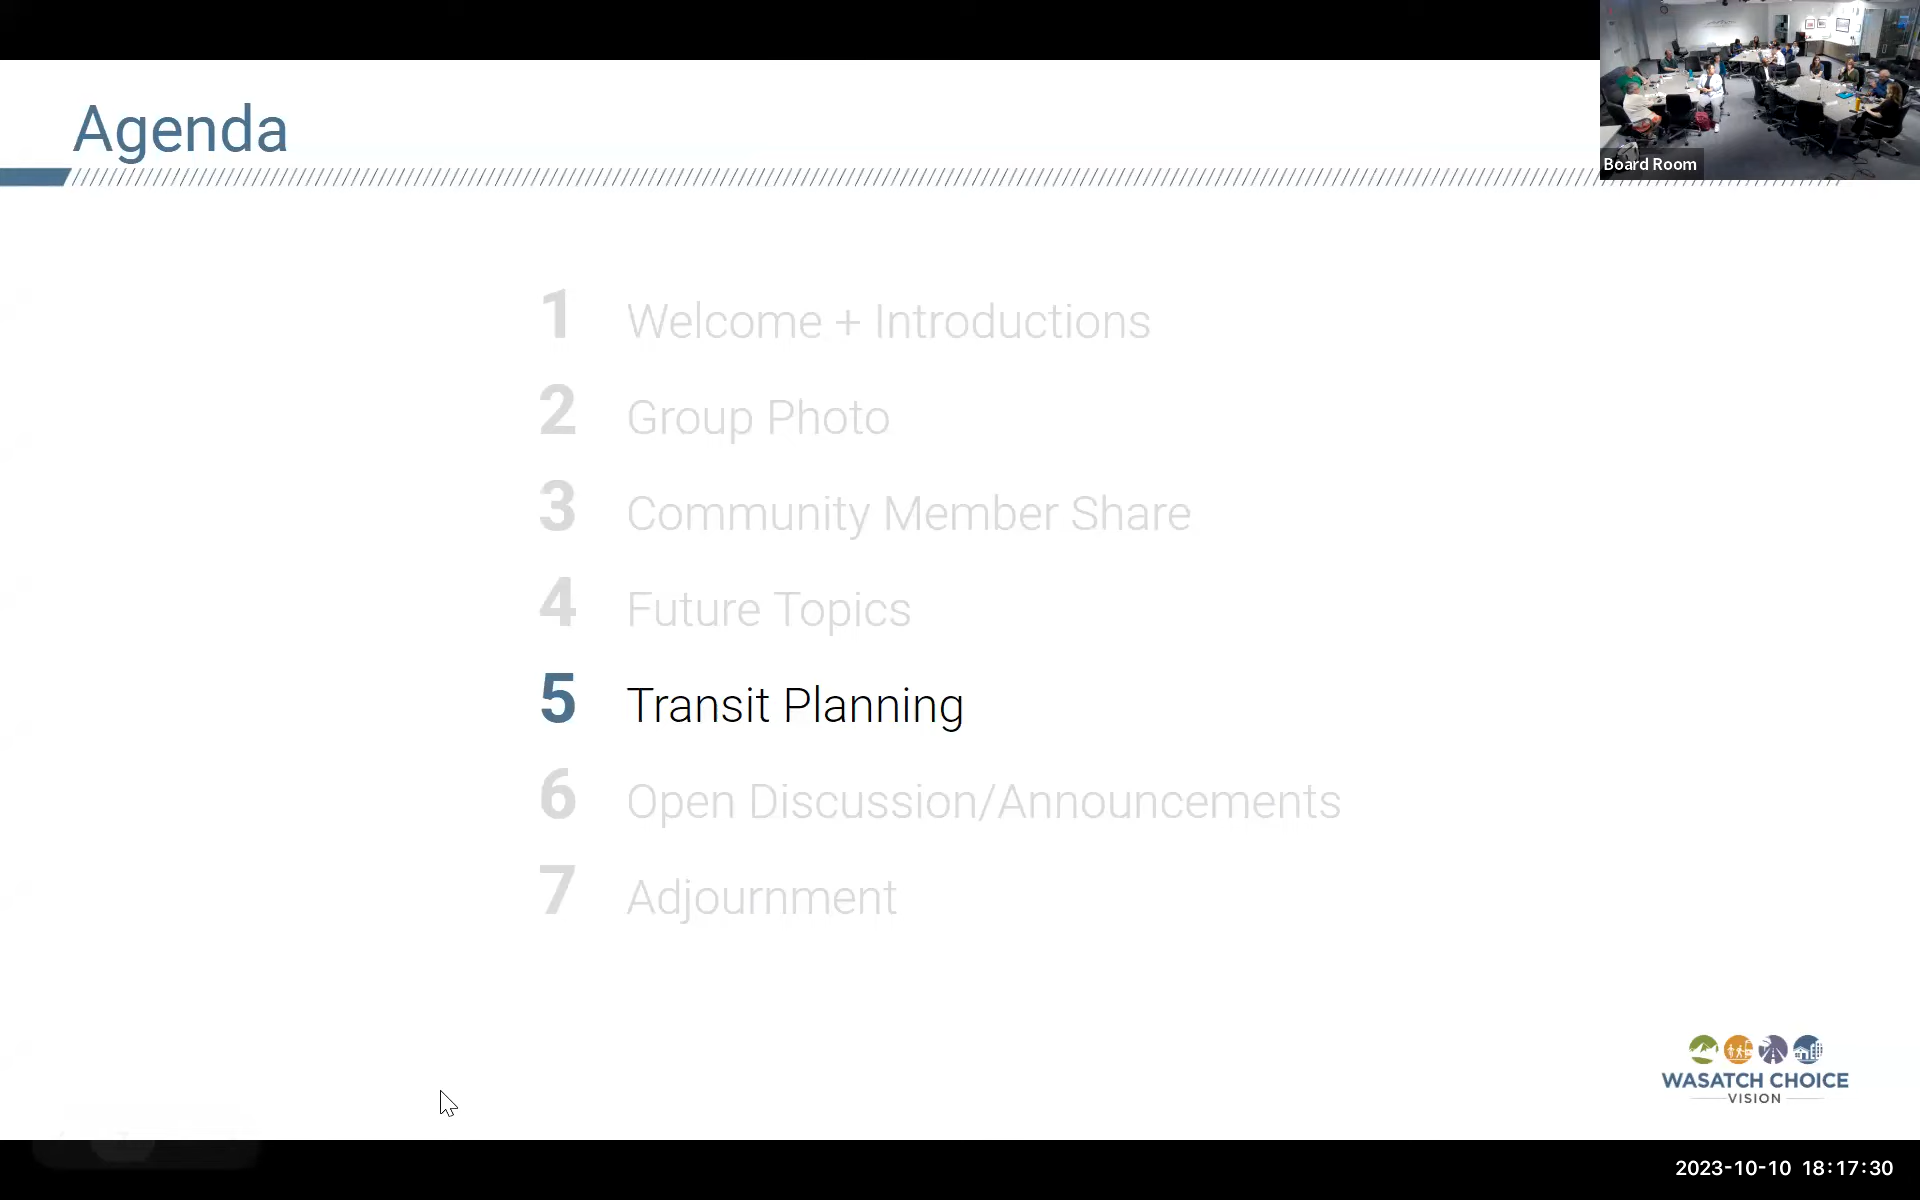 Agenda
Board Room
1 Welcome + Introductions
2 Group Photo
3 Community Member Share
4 Future Topics
5 Transit Planning
6 Open Discussion/Announcements
7 Adjournment
WASATCH CHOICE
VISION
2023-10-10 18:17:30